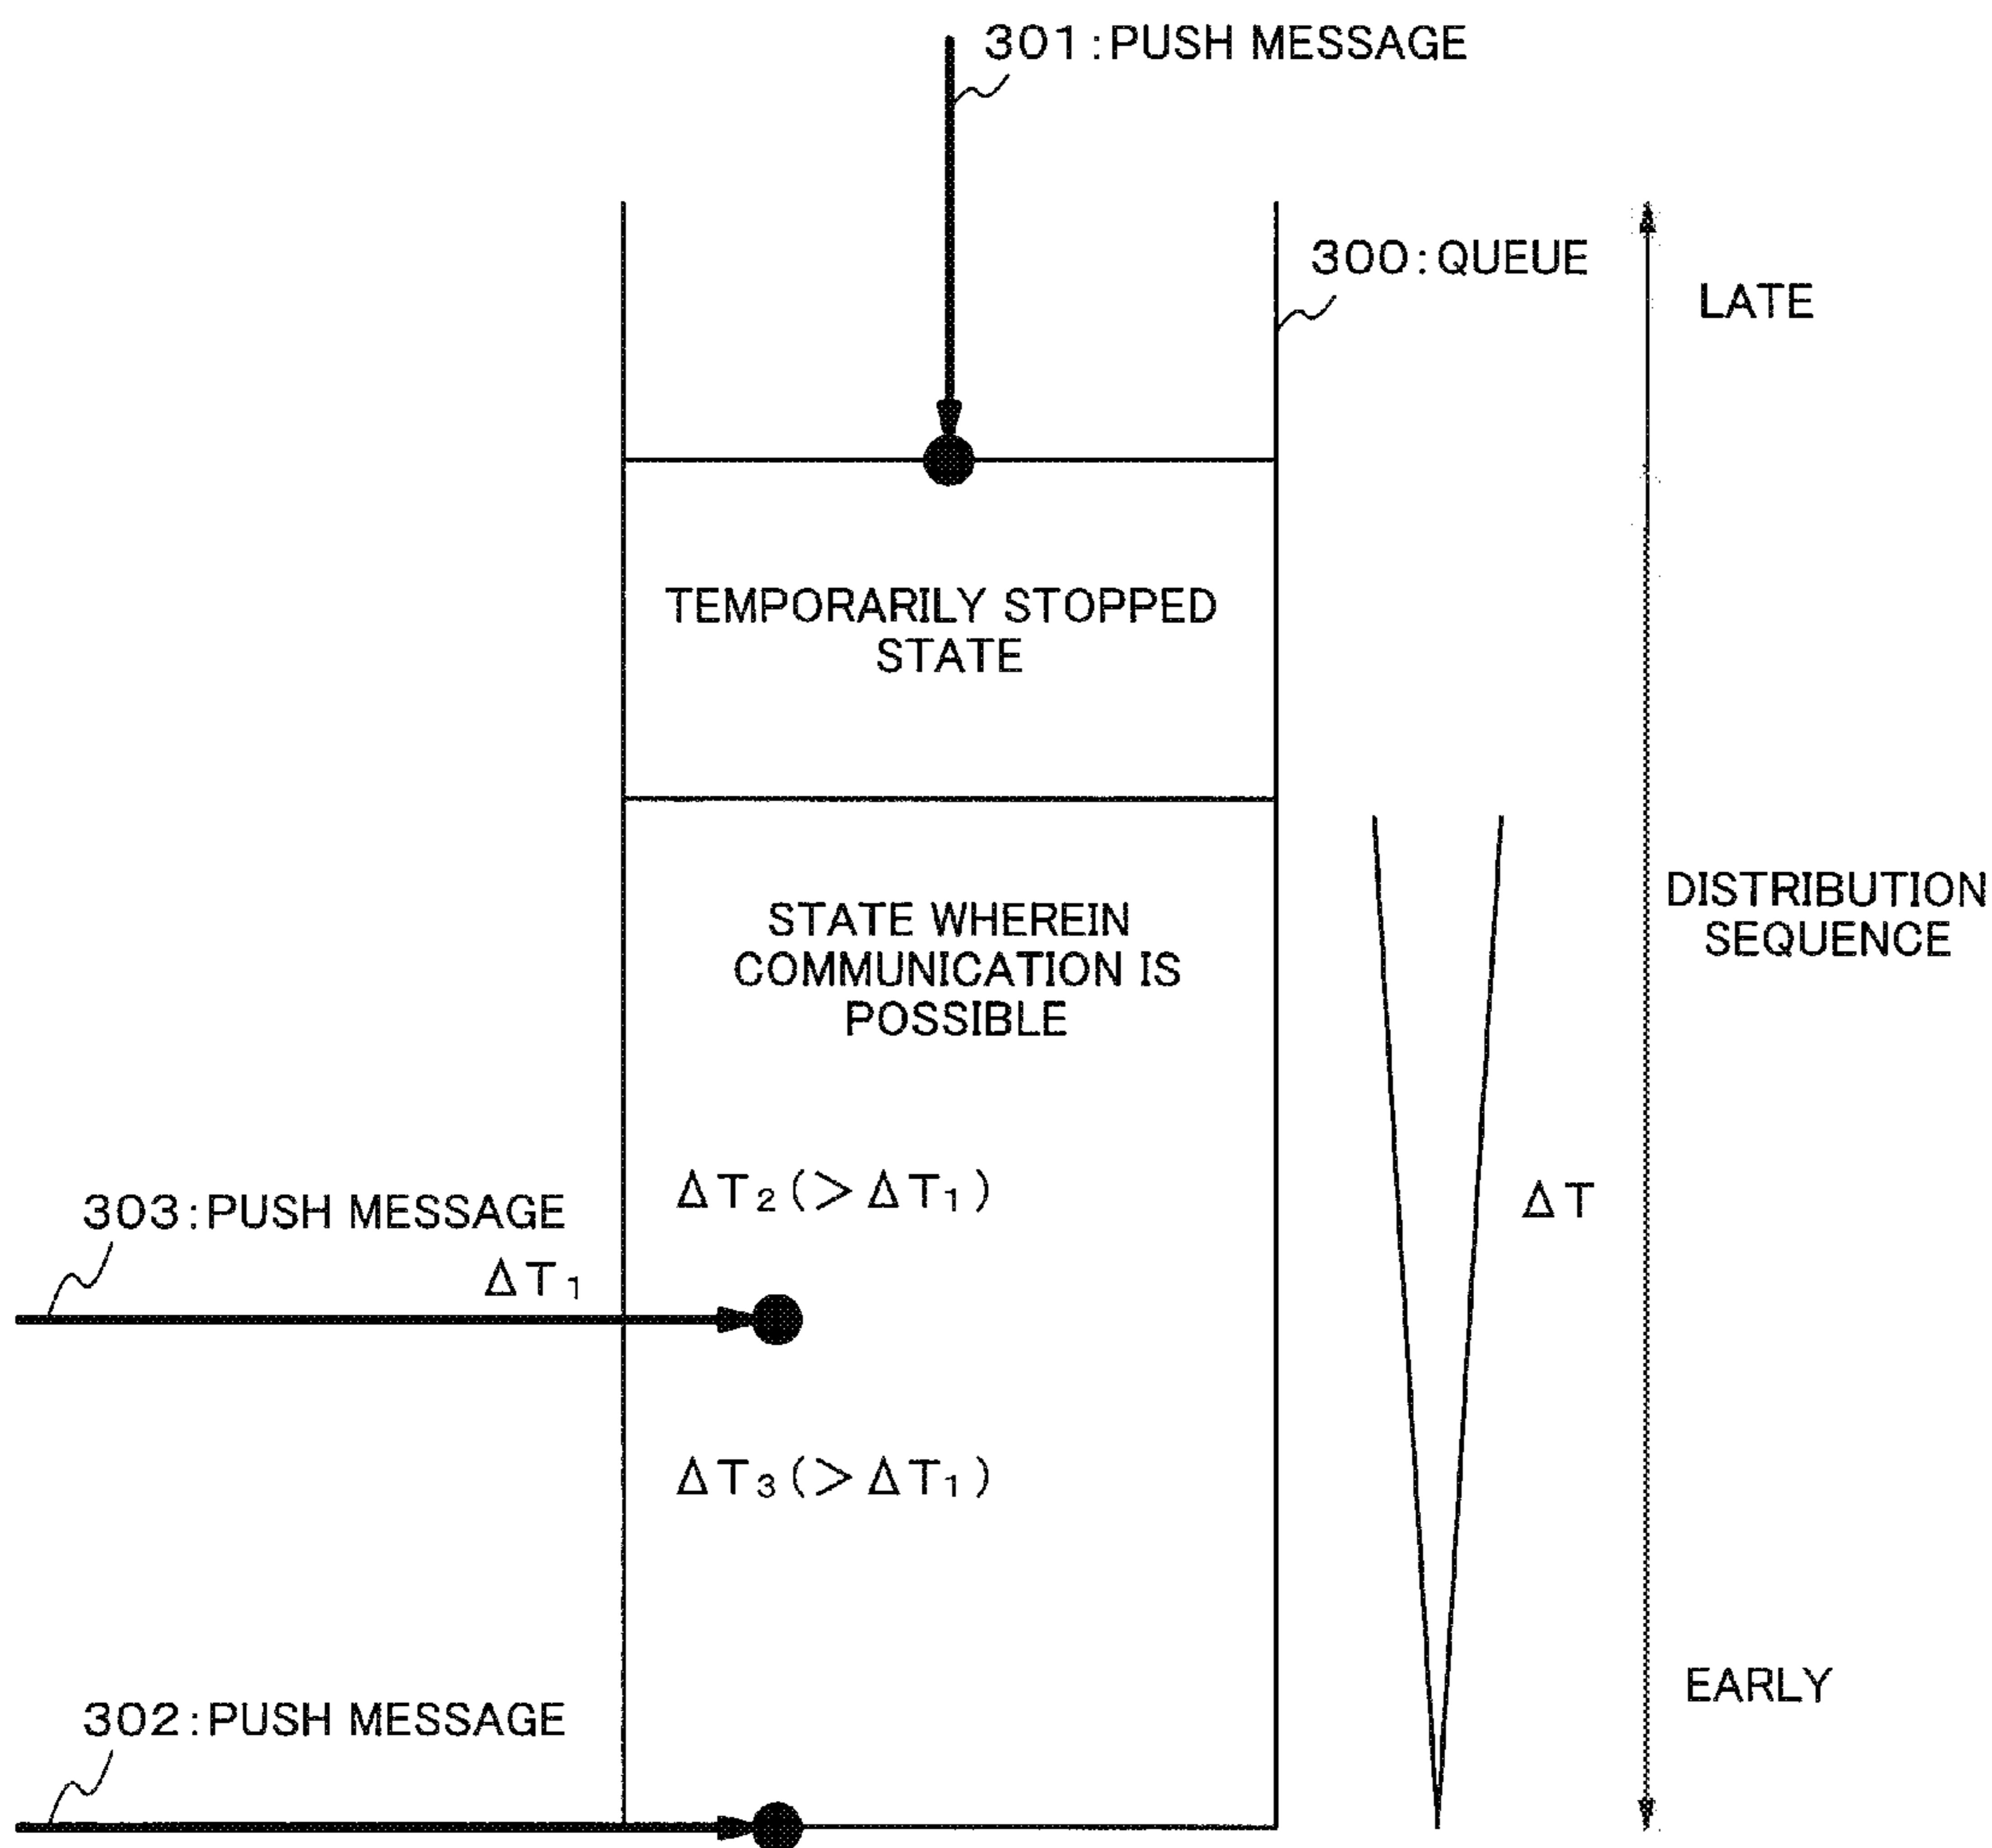 301:PUSH MESSAGE
300:QUEUE
LATE
TEMPORARILY STOPPED
STATE
DISTRIBUTION
SEQUENCE
STATE WHEREIN
COMMUNICATION IS
POSSIBLE
ΔT₂(>ΔT₁)
ΔT
303:PUSH MESSAGE
ΔT₁
ΔT₃(>ΔT₁)
EARLY
302:PUSH MESSAGE